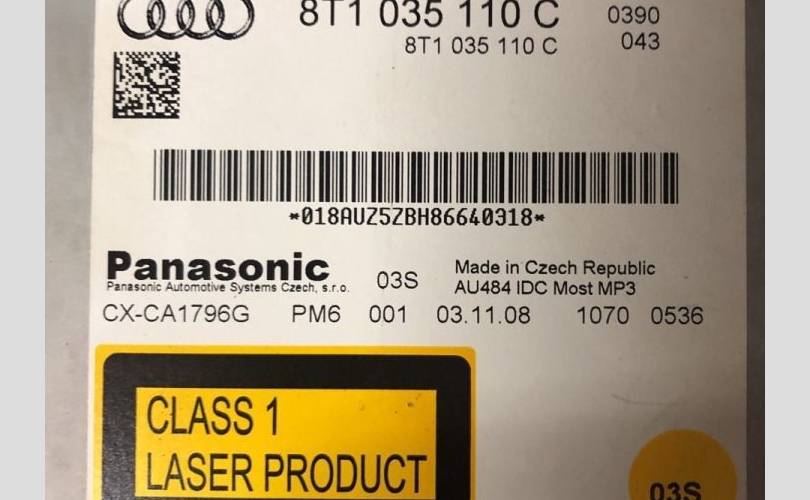 8T1 035 110 C 0390
8T1 035 110 C 043
*018AUZ5ZBH86640318*
Panasonic
Panasonic Automotive Systems Czech, s.r.o.
03S
Made in Czech Republic
AU484 IDC Most MP3
CX-CA1796G PM6 001 03.11.08 1070 0536
CLASS 1
LASER PRODUCT
03S